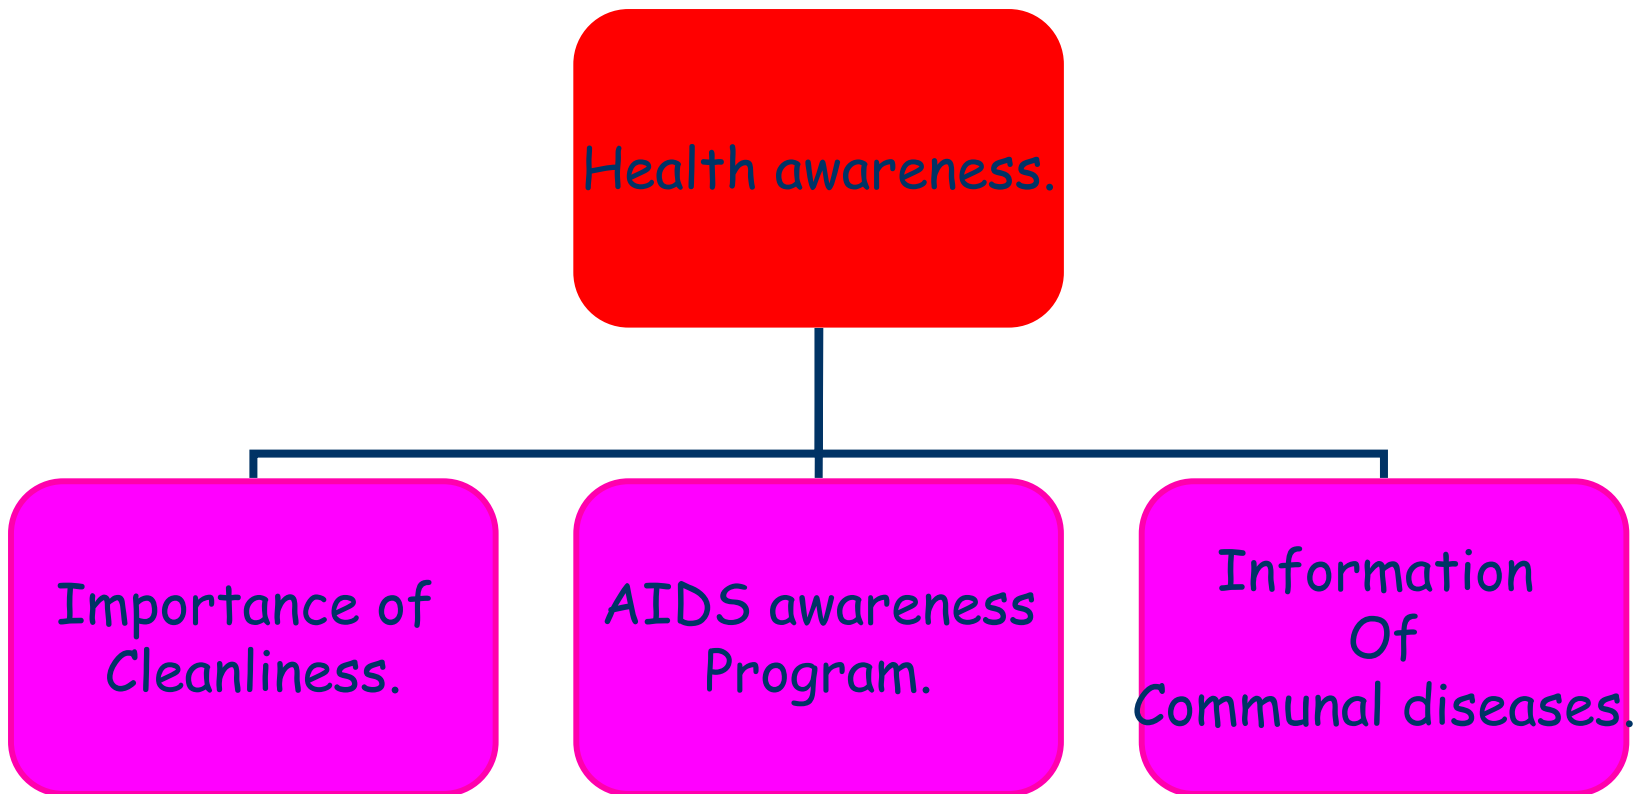 Health awareness.
Importance of
Cleanliness.
AIDS awareness
Program.
Information
Of
Communal diseases.